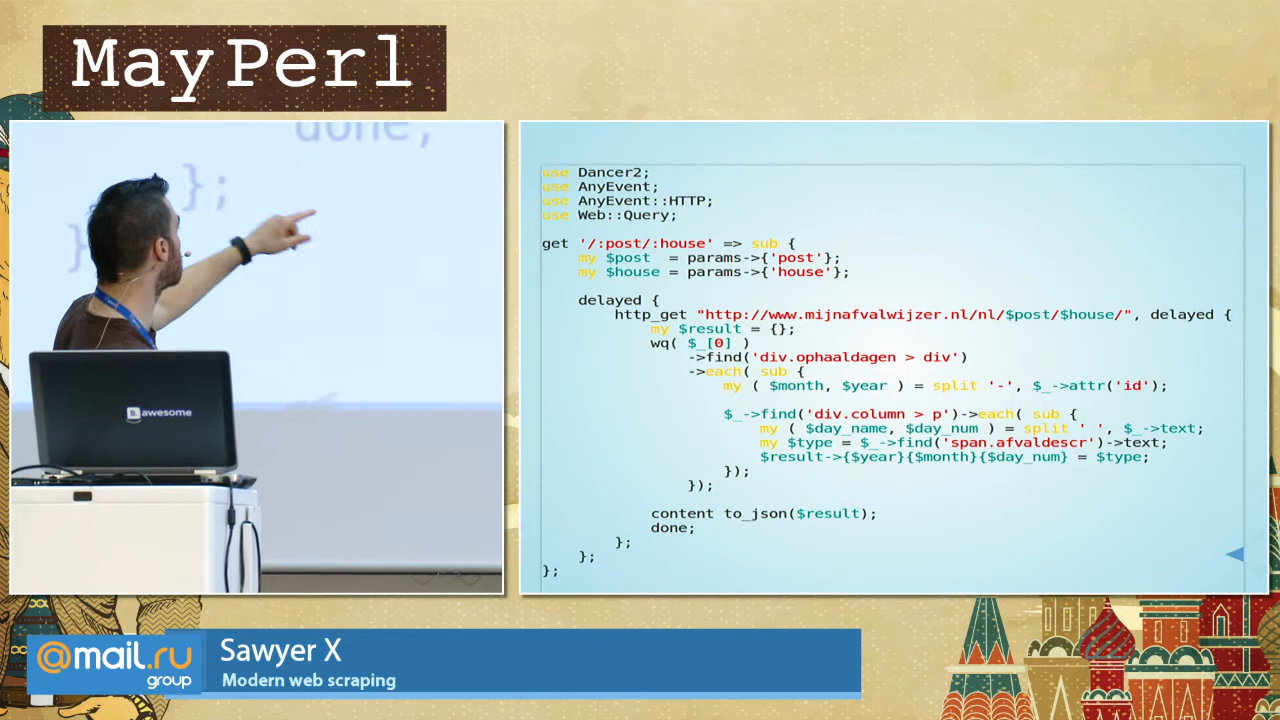 MayPerl
done;
};
}
B. awesome
use Dancer2;
use AnyEvent;
use AnyEvent::HTTP;
use Web::Query;
get '/:post/:house' => sub {
my $post  = params->{'post'};
my $house = params->{'house'};
delayed {
http_get "http://www.mijnafvalwijzer.nl/nl/$post/$house/", delayed {
my $result = {};
wq( $_[0] )
->find('div.ophaaldagen > div')
->each( sub {
my ( $month, $year ) = split '-', $_->attr('id');
$_->find('div.column > p')->each( sub {
my ( $day_name, $day_num ) = split ' ', $_->text;
my $type = $_->find('span.afvaldescr')->text;
$result->{$year}{$month}{$day_num} = $type;
});
});
content to_json($result);
done;
};
};
};
@mail.ru
group
Sawyer X
Modern web scraping